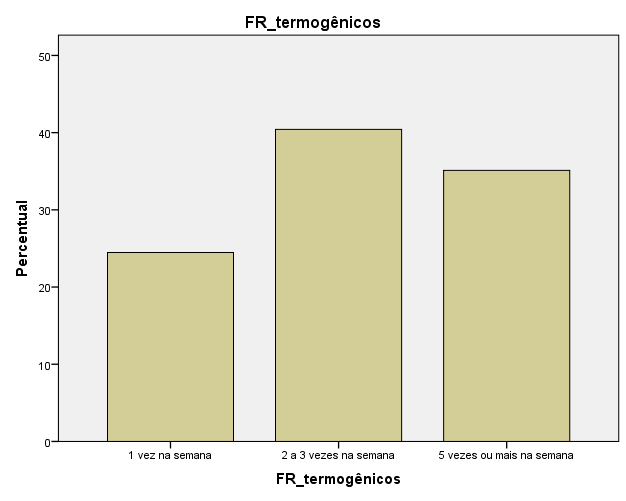 FR_termogênicos
Percentual
50
40
30
20
10
0
1 vez na semana
2 a 3 vezes na semana
5 vezes ou mais na semana
FR_termogênicos